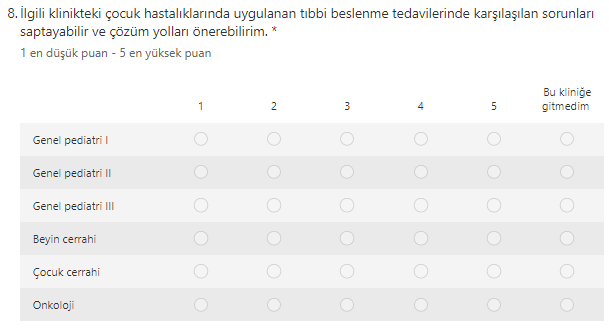 8. İlgili klinikteki çocuk hastalıklarında uygulanan tıbbi beslenme tedavilerinde karşılaşılan sorunları
saptayabilir ve çözüm yolları önerebilirim. *
1 en düşük puan - 5 en yüksek puan
1 2 3 4 5 Bu kliniğe
gitmedim
Genel pediatri I
Genel pediatri II
Genel pediatri III
Beyin cerrahi
Çocuk cerrahi
Onkoloji